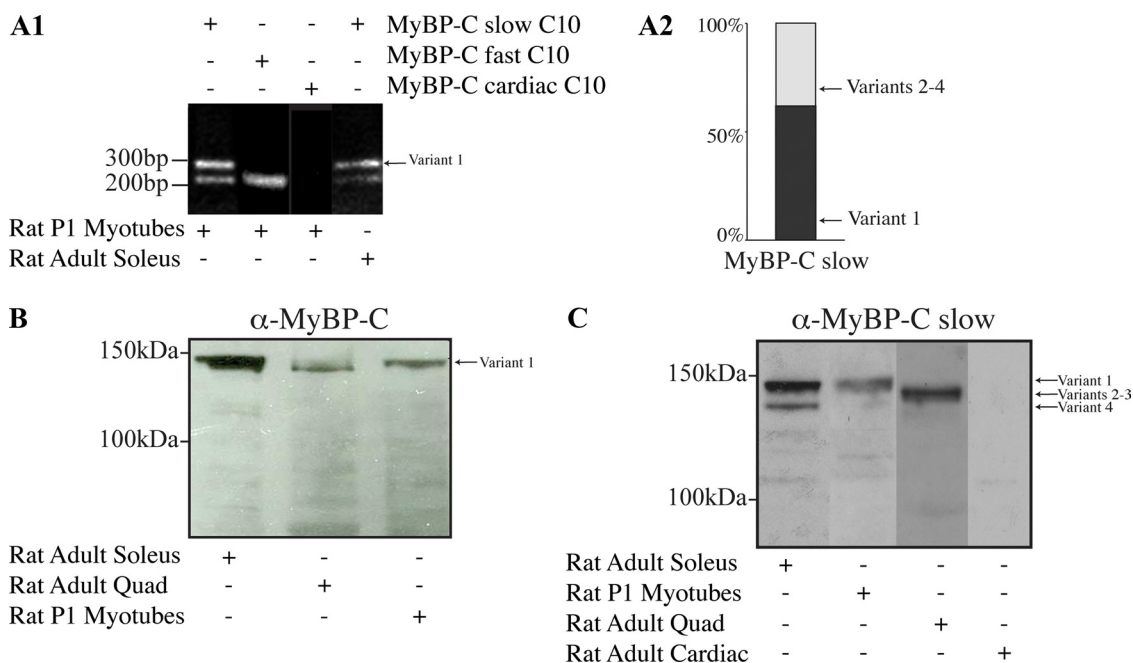 A1
+ - - + MyBP-C slow C10
- + - - MyBP-C fast C10
- - + - MyBP-C cardiac C10
300bp
200bp
Variant 1
Rat P1 Myotubes + + + -
Rat Adult Soleus - - - +
A2
100%
50%
0%
Variants 2-4
Variant 1
MyBP-C slow
B
α-MyBP-C
150kDa
100kDa
Variant 1
Rat Adult Soleus + - -
Rat Adult Quad - + -
Rat P1 Myotubes - - +
C
α-MyBP-C slow
150kDa
100kDa
Variant 1
Variants 2-3
Variant 4
Rat Adult Soleus + - - -
Rat P1 Myotubes - + - -
Rat Adult Quad - - + -
Rat Adult Cardiac - - - +